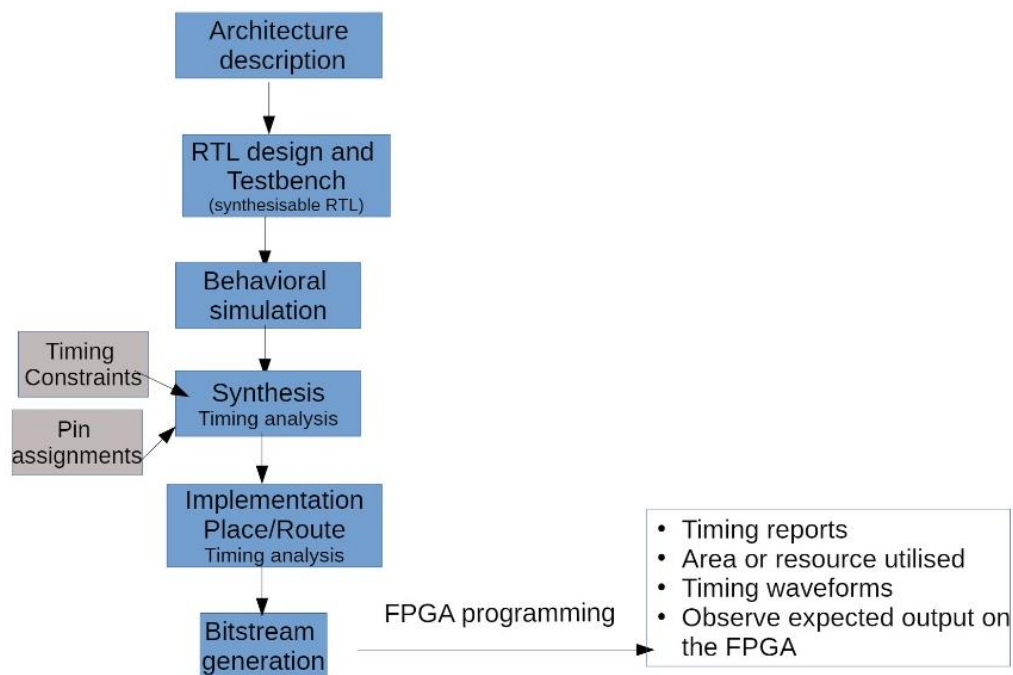 Architecture
description
RTL design and
Testbench
(synthesisable RTL)
Behavioral
simulation
Timing
Constraints
Synthesis
Timing analysis
Pin
assignments
Implementation
Place/Route
Timing analysis
Bitstream
generation
FPGA programming
• Timing reports
• Area or resource utilised
• Timing waveforms
• Observe expected output on
the FPGA